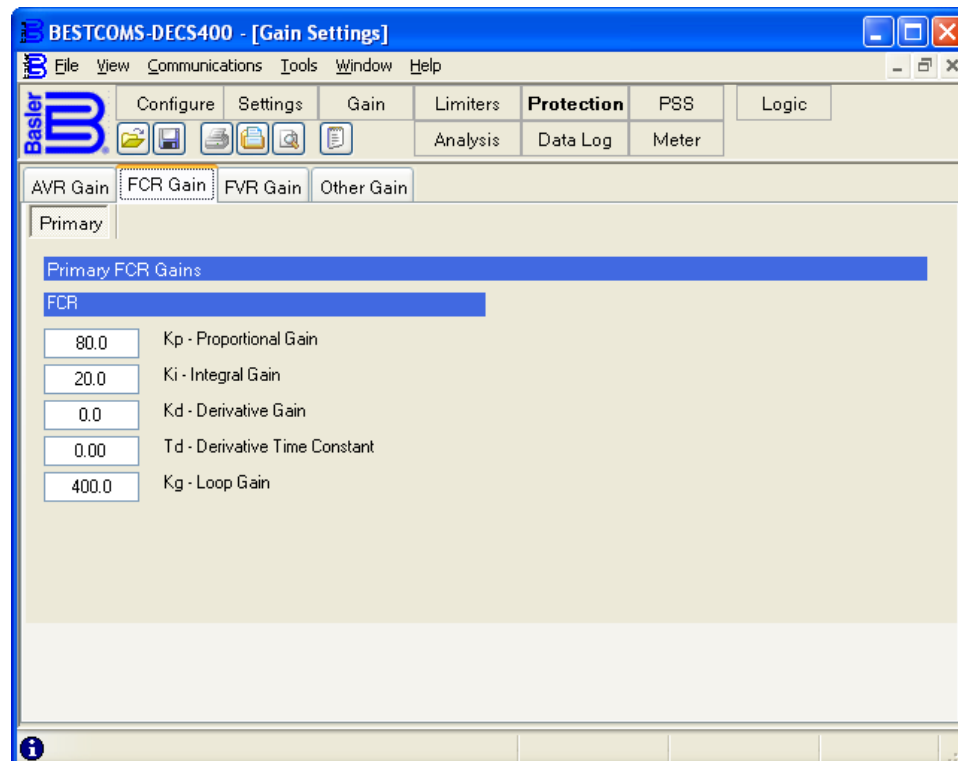 BESTCOMS-DECS400 - [Gain Settings]
File View Communications Tools Window Help
Basler
Configure Settings Gain Limiters Protection PSS Logic
Analysis Data Log Meter
AVR Gain FCR Gain FVR Gain Other Gain
Primary
Primary FCR Gains
FCR
80.0 Kp - Proportional Gain
20.0 Ki - Integral Gain
0.0 Kd - Derivative Gain
0.00 Td - Derivative Time Constant
400.0 Kg - Loop Gain